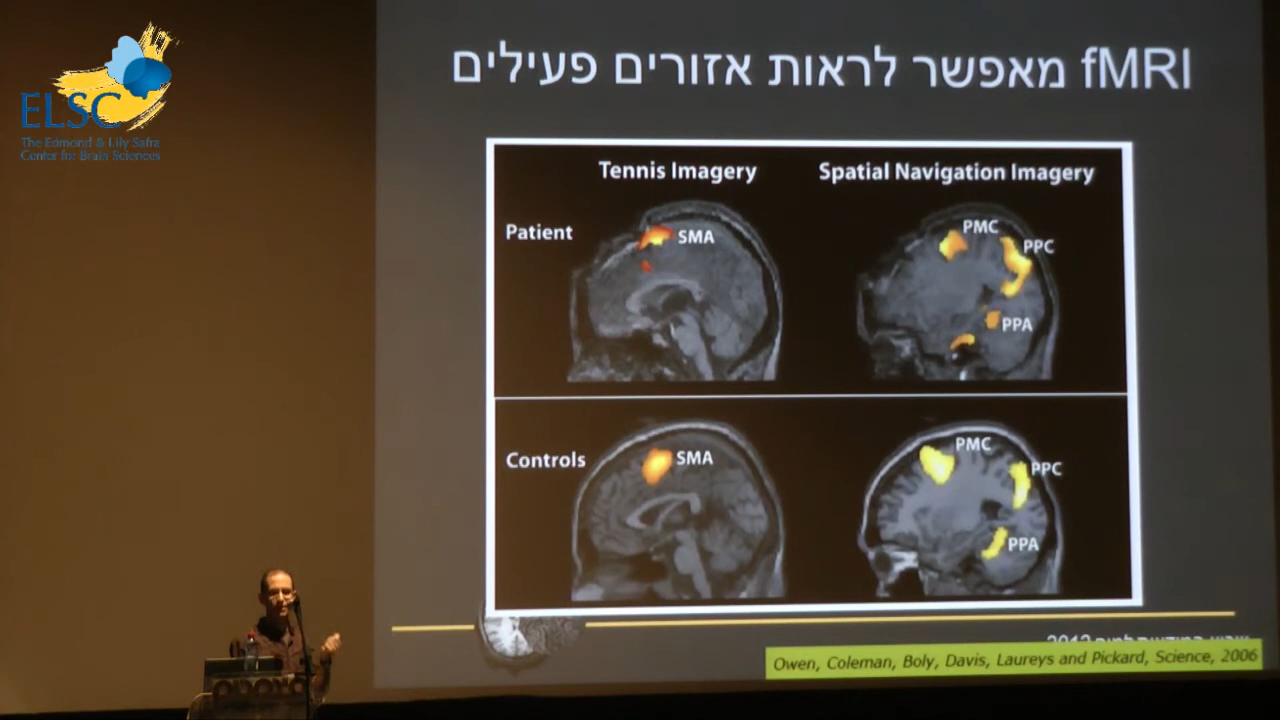 ELSC
The Edmond & Lily Safra
Center for Brain Sciences
fMRI מאפשר לראות אזורים פעילים
Tennis Imagery
Spatial Navigation Imagery
Patient
SMA
PMC
PPC
PPA
Controls
SMA
PMC
PPC
PPA
2012
Owen, Coleman, Boly, Davis, Laureys and Pickard, Science, 2006